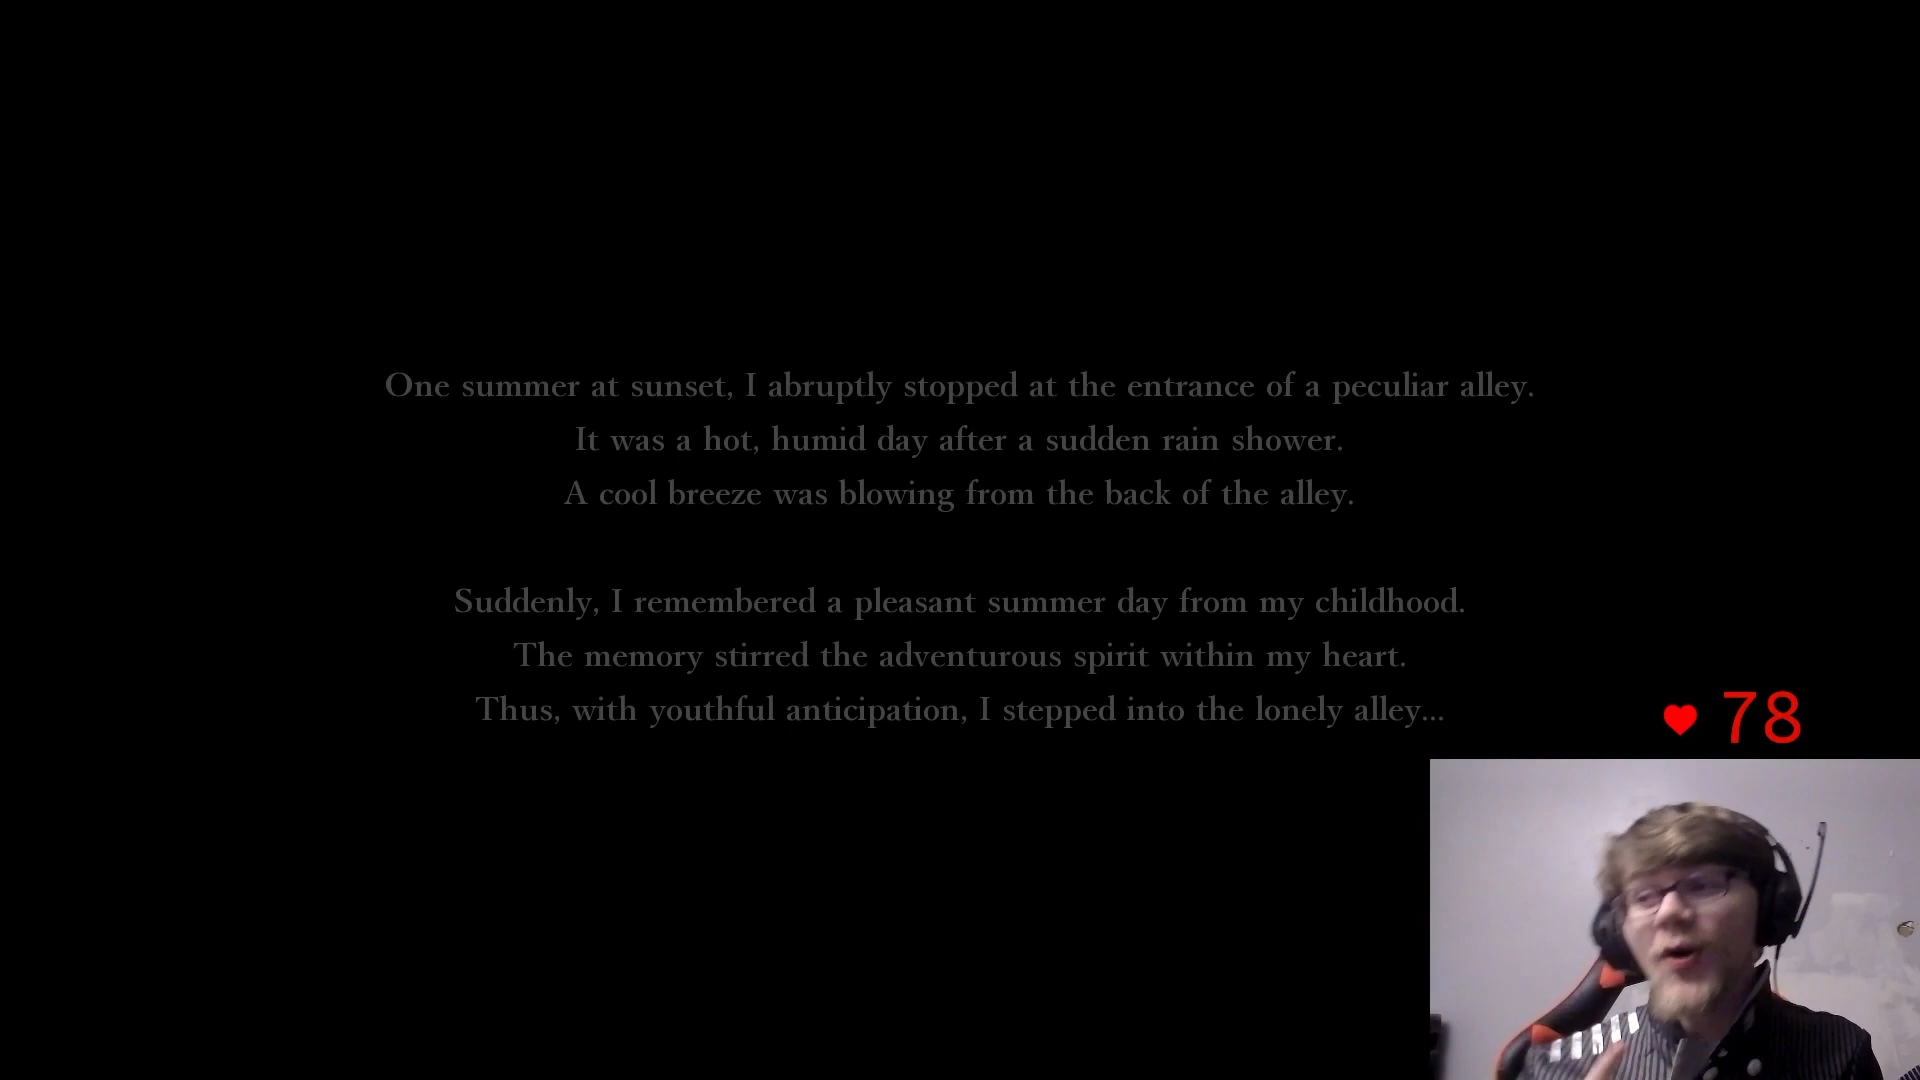 One summer at sunset, I abruptly stopped at the entrance of a peculiar alley.
It was a hot, humid day after a sudden rain shower.
A cool breeze was blowing from the back of the alley.
Suddenly, I remembered a pleasant summer day from my childhood.
The memory stirred the adventurous spirit within my heart.
Thus, with youthful anticipation, I stepped into the lonely alley...
78